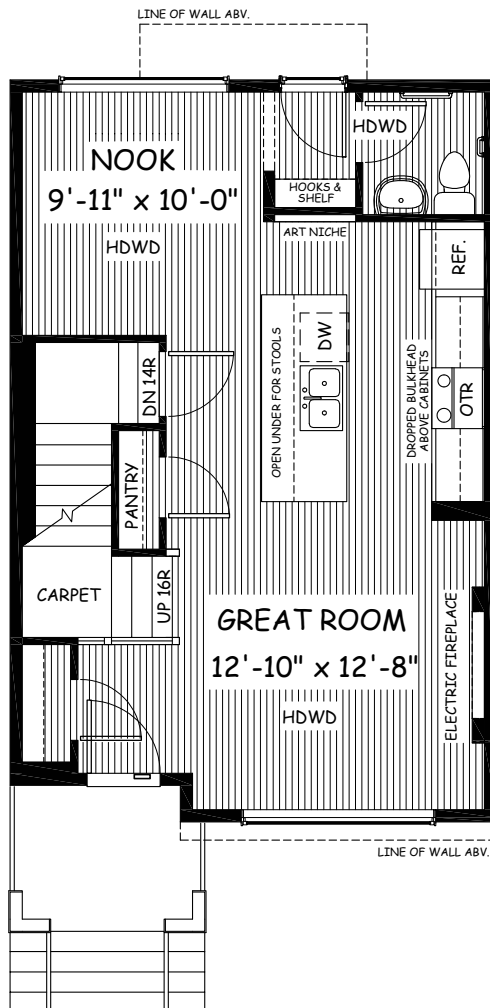 LINE OF WALL ABV.
HDWD
NOOK
9'-11" x 10'-0"
HDWD
HOOKS &
SHELF
ART NICHE
REF.
DW
OPEN UNDER FOR STOOLS
DROPPED BULKHEAD
ABOVE CABINETS
OTR
DN 14R
PANTRY
CARPET
UP 16R
GREAT ROOM
12'-10" x 12'-8"
HDWD
ELECTRIC FIREPLACE
LINE OF WALL ABV.